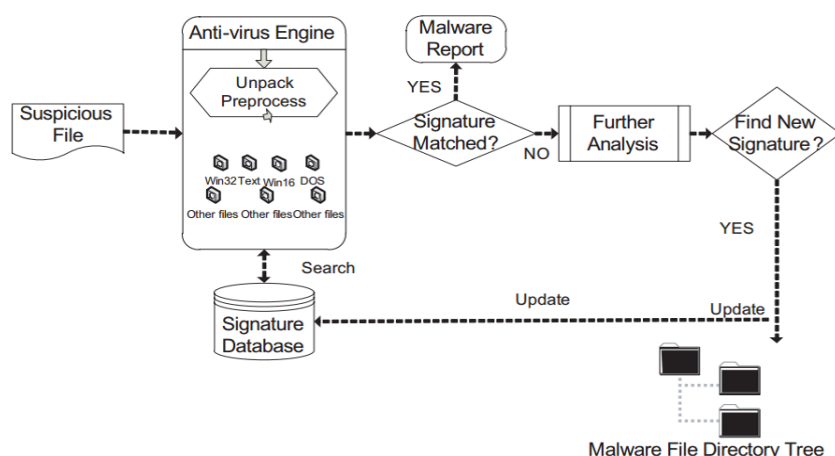 Anti-virus Engine
Unpack
Preprocess
Suspicious
File
Win32 Text Win16 DOS
Other files Other files Other files
Malware
Report
YES
Signature
Matched?
NO
Further
Analysis
Find New
Signature?
YES
Search
Signature
Database
Update
Update
Malware File Directory Tree